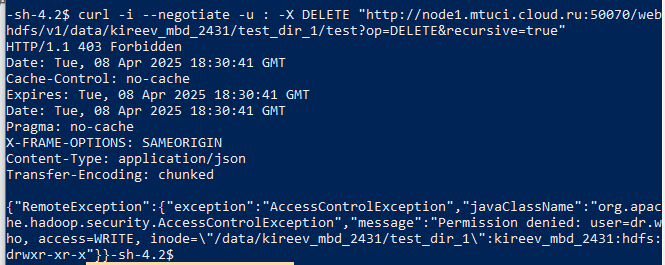 -sh-4.2$ curl -i --negotiate -u : -X DELETE "http://node1.mtuci.cloud.ru:50070/web
hdfs/v1/data/kireev_mbd_2431/test_dir_1/test?op=DELETE&recursive=true"
HTTP/1.1 403 Forbidden
Date: Tue, 08 Apr 2025 18:30:41 GMT
Cache-Control: no-cache
Expires: Tue, 08 Apr 2025 18:30:41 GMT
Date: Tue, 08 Apr 2025 18:30:41 GMT
Pragma: no-cache
X-FRAME-OPTIONS: SAMEORIGIN
Content-Type: application/json
Transfer-Encoding: chunked
{"RemoteException":{"exception":"AccessControlException","javaClassName":"org.apac
he.hadoop.security.AccessControlException","message":"Permission denied: user=dr.w
ho, access=WRITE, inode=\"/data/kireev_mbd_2431/test_dir_1\":kireev_mbd_2431:hdfs:
drwxr-xr-x"}}-sh-4.2$